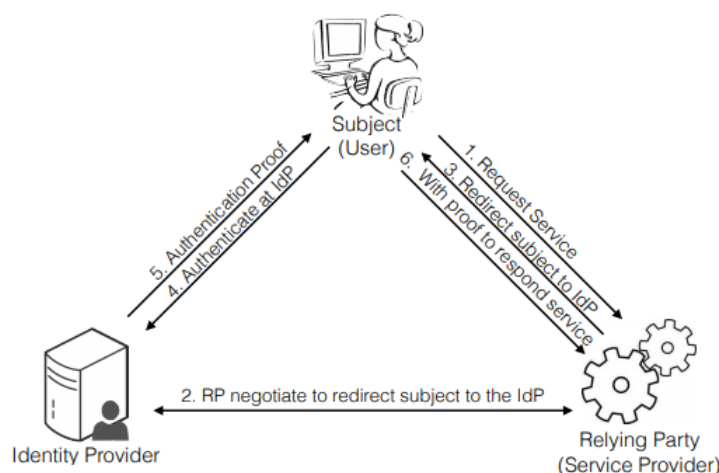 Subject
(User)
1. Request Service
3. Redirect subject to IdP
6. With proof to respond service
5. Authentication Proof
4. Authenticate at IdP
2. RP negotiate to redirect subject to the IdP
Identity Provider
Relying Party
(Service Provider)